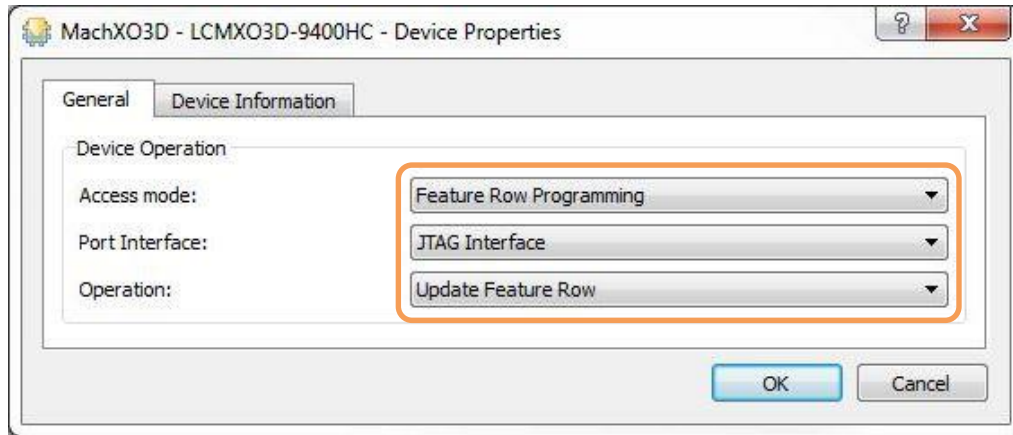 MachXO3D - LCMXO3D-9400HC - Device Properties
?
X
General Device Information
Device Operation
Access mode: Feature Row Programming
Port Interface: JTAG Interface
Operation: Update Feature Row
OK Cancel